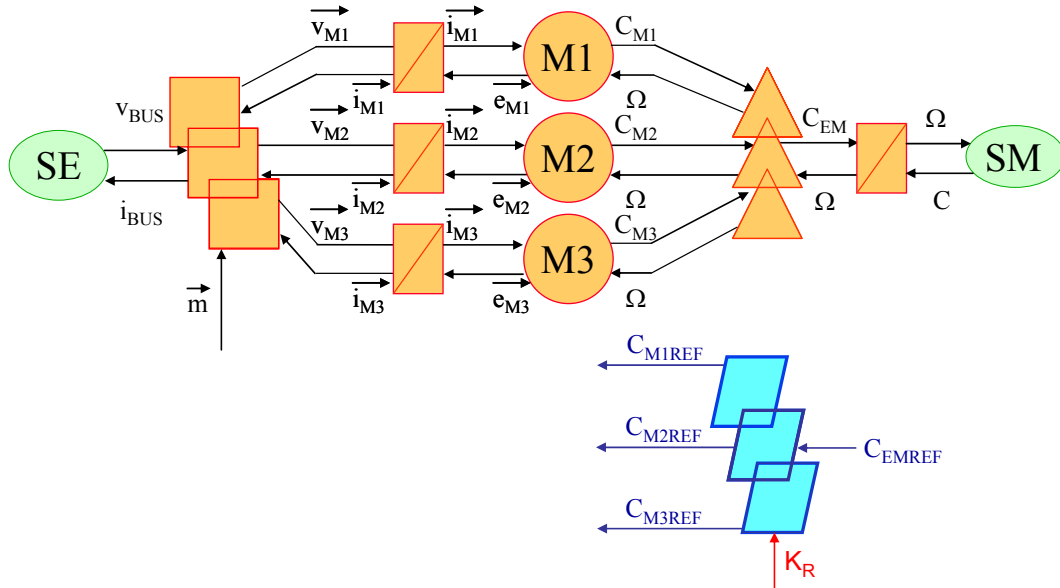 v_M1 i_M1 C_M1
M1
i_M1 e_M1 Ω
v_BUS v_M2 i_M2 C_M2 C_EM Ω
SE M2 SM
i_BUS i_M2 e_M2 Ω Ω C
v_M3 i_M3 C_M3
M3
m i_M3 e_M3 Ω
C_M1REF
C_M2REF
C_EMREF
C_M3REF
K_R